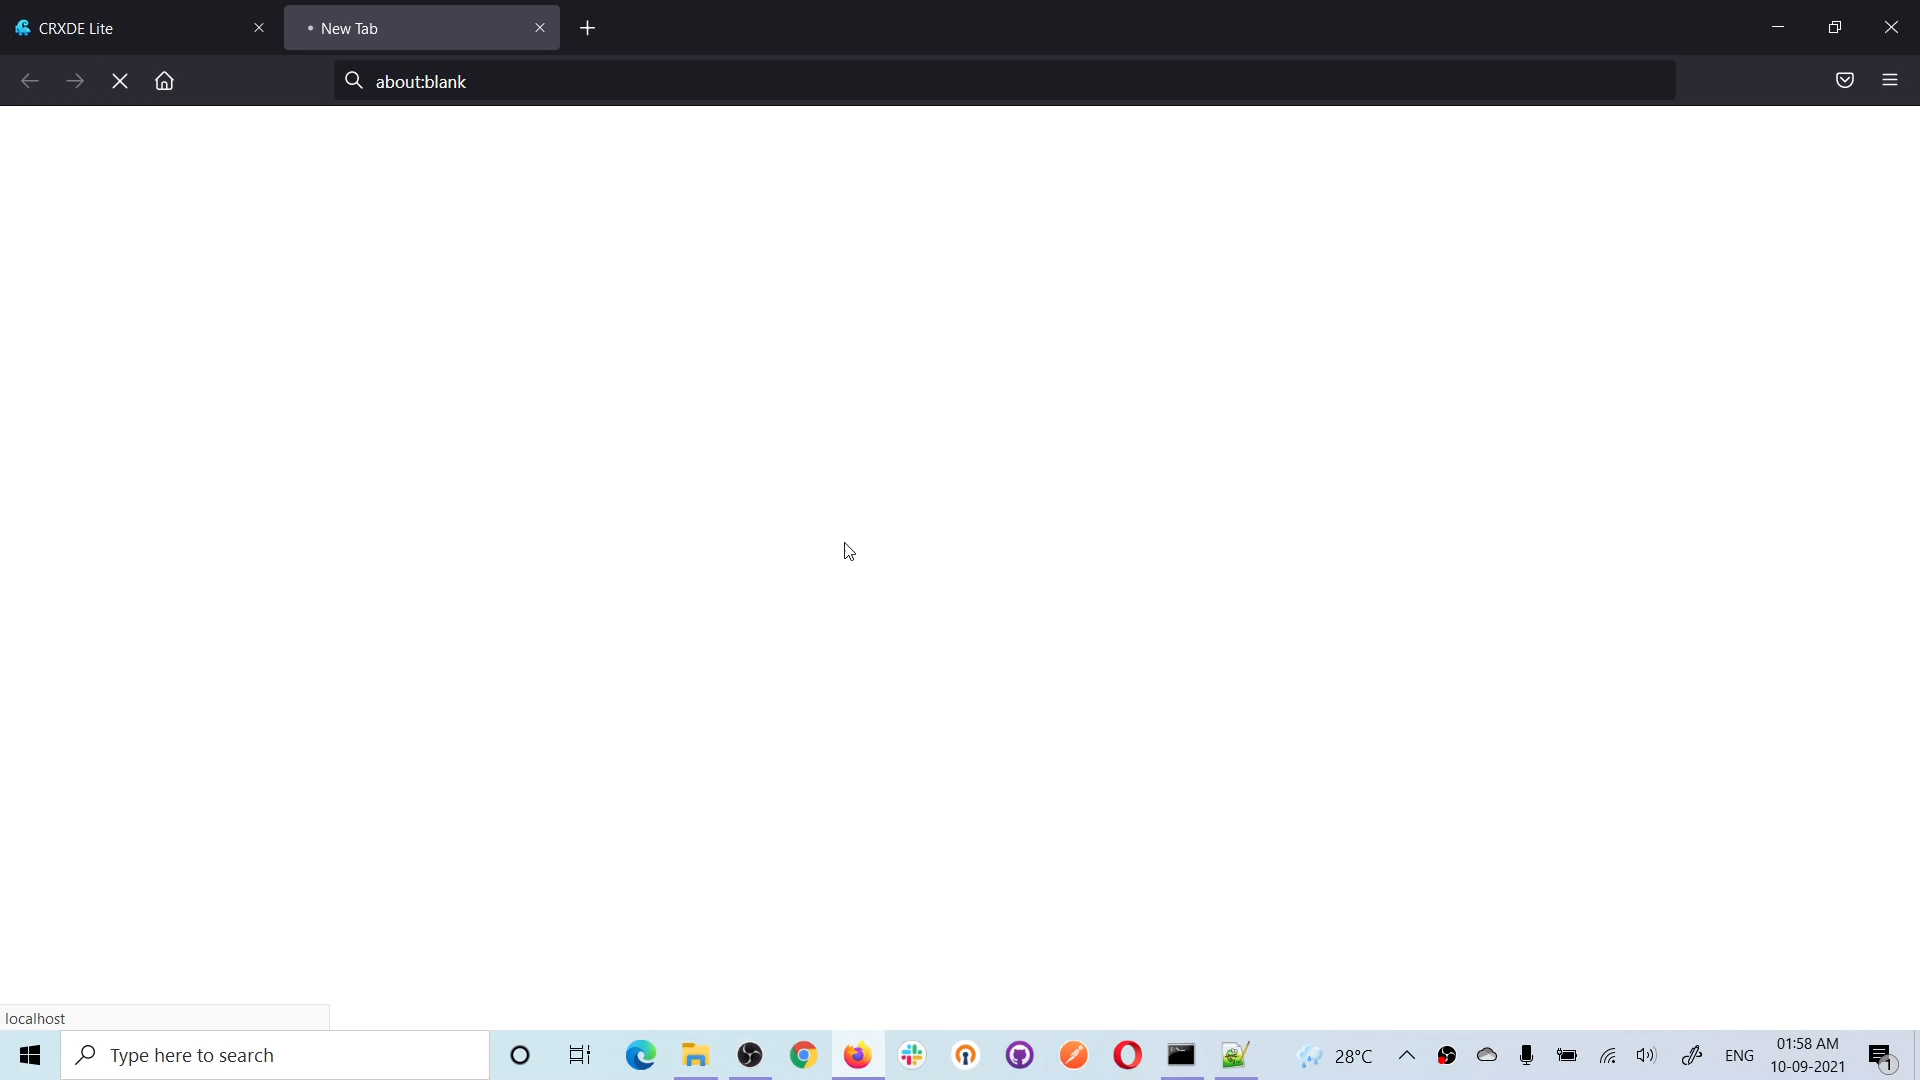 CRXDE Lite
New Tab
about:blank
localhost
Type here to search
28°C
ENG
01:58 AM
10-09-2021
1